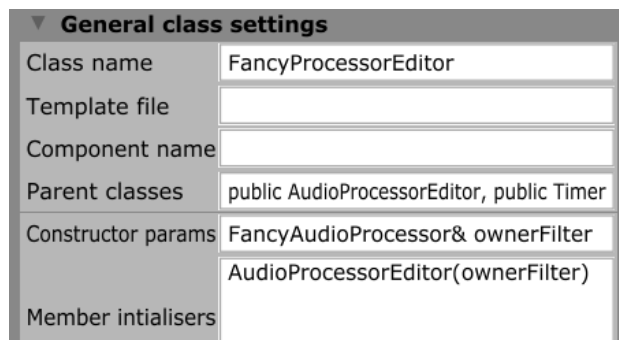 General class settings
Class name FancyProcessorEditor
Template file
Component name
Parent classes public AudioProcessorEditor, public Timer
Constructor params FancyAudioProcessor& ownerFilter
AudioProcessorEditor(ownerFilter)
Member intialisers